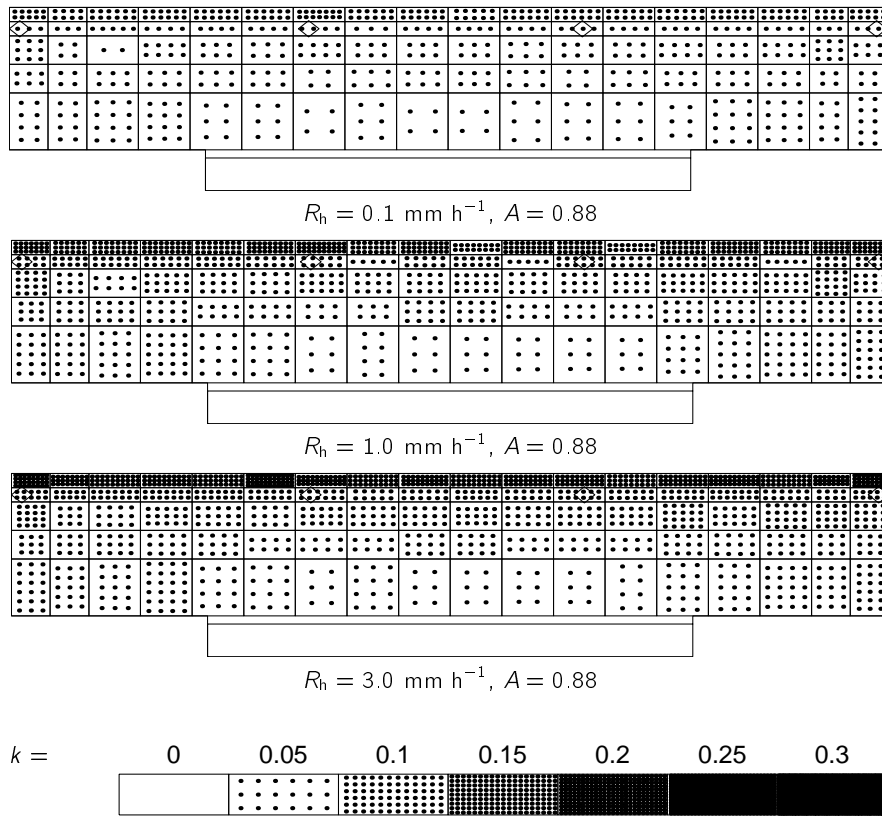 R_h = 0.1 mm h⁻¹, A = 0.88
R_h = 1.0 mm h⁻¹, A = 0.88
R_h = 3.0 mm h⁻¹, A = 0.88
k = 0 0.05 0.1 0.15 0.2 0.25 0.3